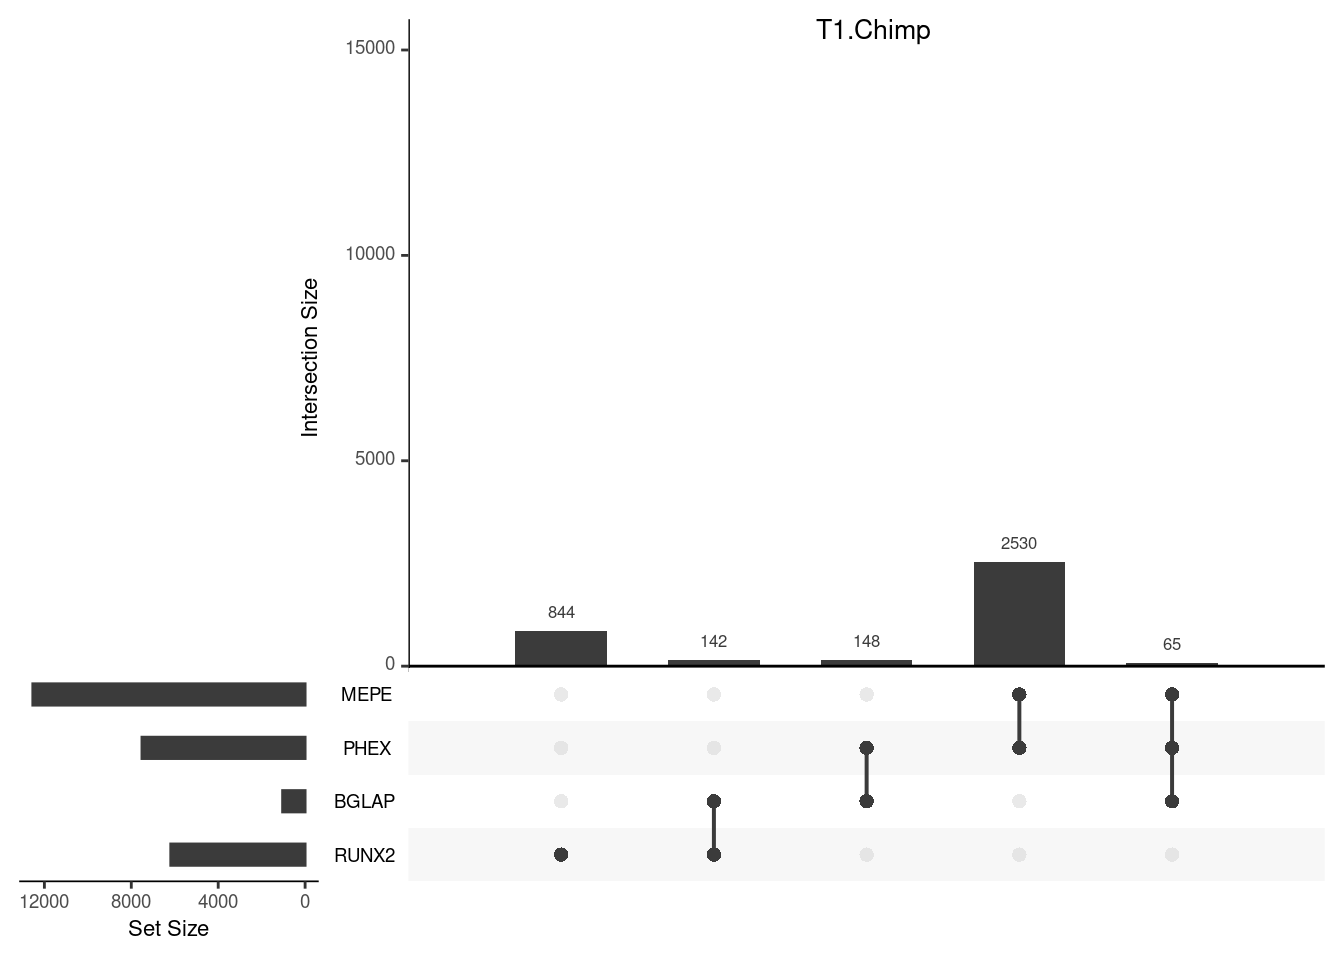 T1.Chimp
15000
10000
5000
0
Intersection Size
844
142
148
2530
65
MEPE
PHEX
BGLAP
RUNX2
12000 8000 4000 0
Set Size